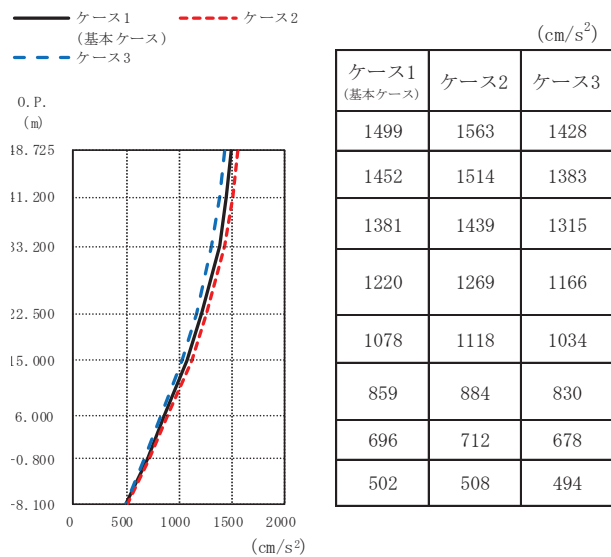 ケース1 ケース2
(基本ケース)
ケース3
O.P.
(m)
48.725
41.200
33.200
22.500
15.000
6.000
-0.800
-8.100
0 500 1000 1500 2000
(cm/s²)
(cm/s²)
ケース1 ケース2 ケース3
(基本ケース)
1499 1563 1428
1452 1514 1383
1381 1439 1315
1220 1269 1166
1078 1118 1034
859 884 830
696 712 678
502 508 494